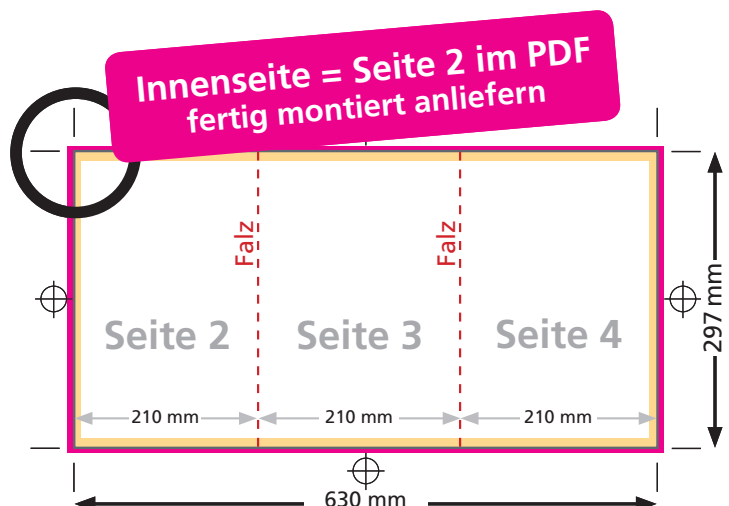 Innenseite = Seite 2 im PDF
fertig montiert anliefern
Falz
Falz
Seite 2
Seite 3
Seite 4
297 mm
210 mm
210 mm
210 mm
630 mm